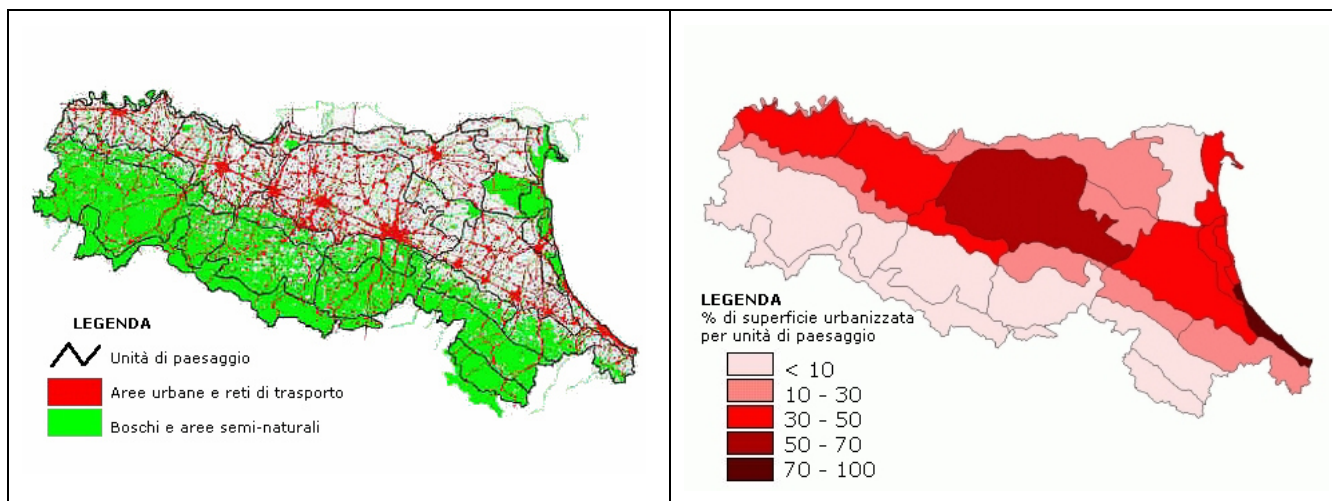 LEGENDA
Unità di paesaggio
Aree urbane e reti di trasporto
Boschi e aree semi-naturali
LEGENDA
% di superficie urbanizzata
per unità di paesaggio
< 10
10 - 30
30 - 50
50 - 70
70 - 100